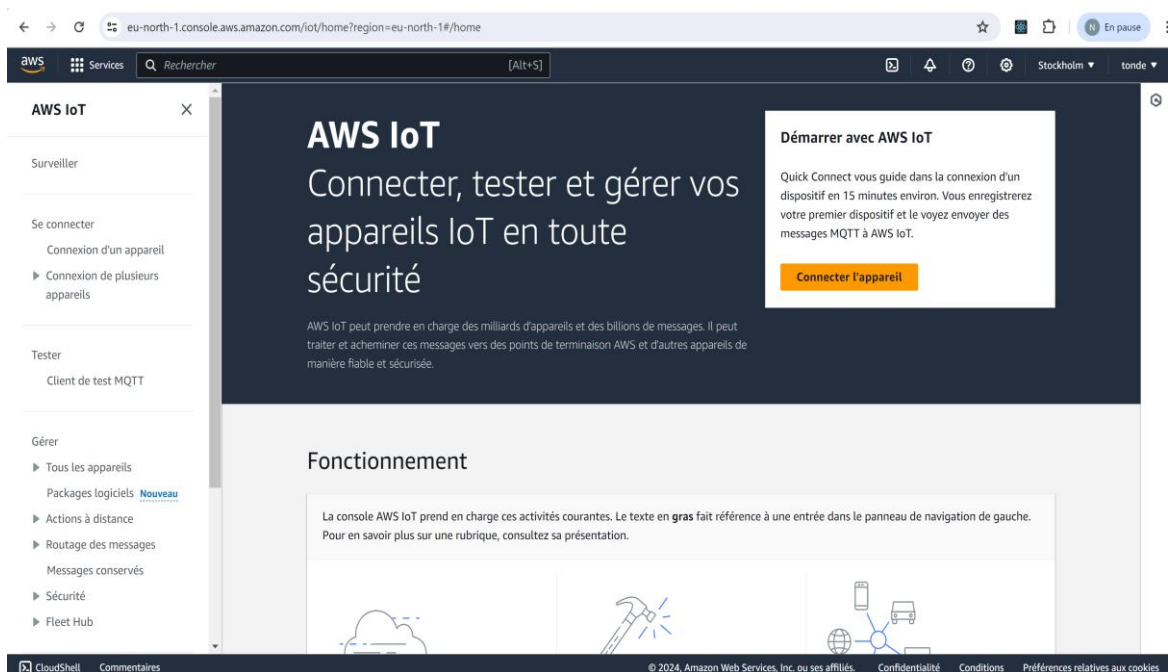 eu-north-1.console.aws.amazon.com/iot/home?region=eu-north-1#/home
N En pause
aws Services Rechercher [Alt+S] Stockholm ▼ tonde ▼
AWS IoT
Surveiller
Se connecter
Connexion d'un appareil
Connexion de plusieurs
appareils
Tester
Client de test MQTT
Gérer
Tous les appareils
Packages logiciels Nouveau
Actions à distance
Routage des messages
Messages conservés
Sécurité
Fleet Hub
AWS IoT
Connecter, tester et gérer vos
appareils IoT en toute
sécurité
AWS IoT peut prendre en charge des milliards d'appareils et des billions de messages. Il peut
traiter et acheminer ces messages vers des points de terminaison AWS et d'autres appareils de
manière fiable et sécurisée.
Démarrer avec AWS IoT
Quick Connect vous guide dans la connexion d'un
dispositif en 15 minutes environ. Vous enregistrerez
votre premier dispositif et le voyez envoyer des
messages MQTT à AWS IoT.
Connecter l'appareil
Fonctionnement
La console AWS IoT prend en charge ces activités courantes. Le texte en gras fait référence à une entrée dans le panneau de navigation de gauche.
Pour en savoir plus sur une rubrique, consultez sa présentation.
CloudShell Commentaires © 2024, Amazon Web Services, Inc. ou ses affiliés. Confidentialité Conditions Préférences relatives aux cookies